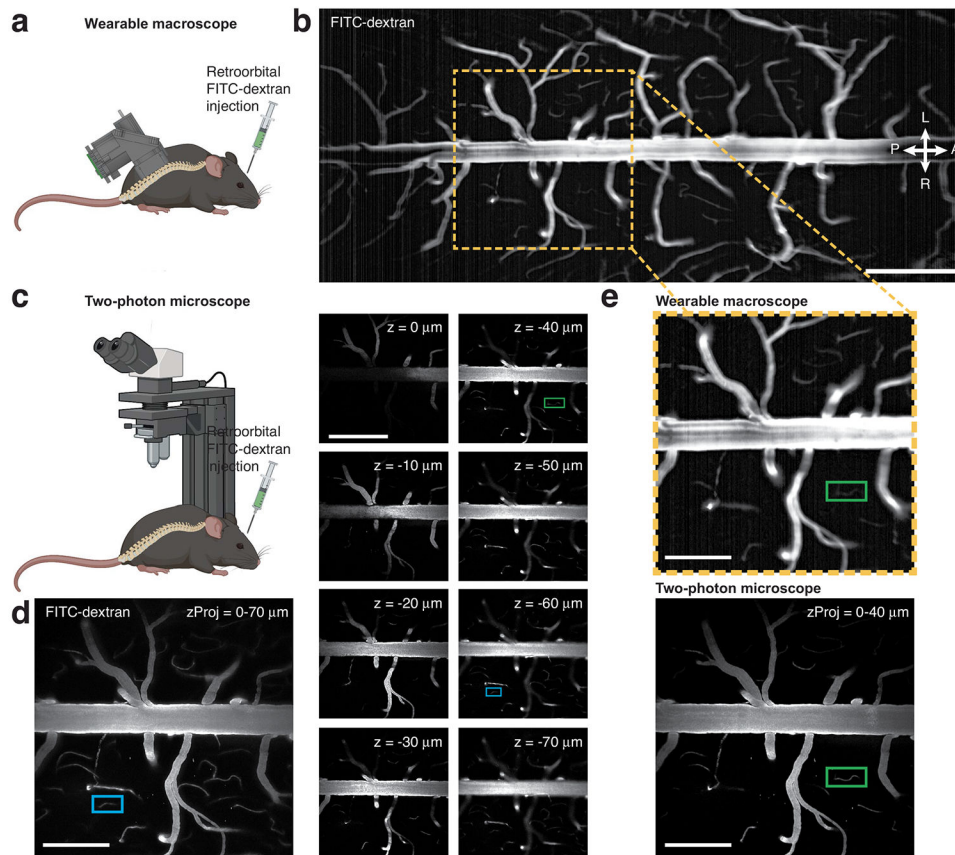 a
Wearable macroscope
Retroorbital
FITC-dextran
injection
b
FITC-dextran
L
P
A
R
c
Two-photon microscope
Retroorbital
FITC-dextran
injection
z = 0 μm
z = -40 μm
z = -10 μm
z = -50 μm
z = -20 μm
z = -60 μm
z = -30 μm
z = -70 μm
d
FITC-dextran
zProj = 0-70 μm
e
Wearable macroscope
Two-photon microscope
zProj = 0-40 μm